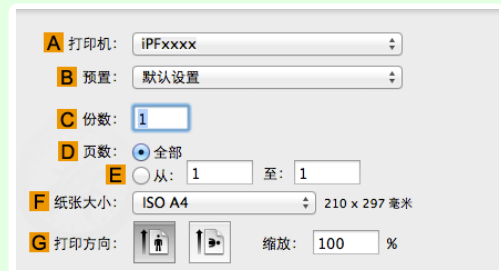 A 打印机: iPFxxxx
B 预置: 默认设置
C 份数: 1
D 页数: 全部
E 从: 1 至: 1
F 纸张大小: ISO A4 210 x 297 毫米
G 打印方向: 缩放: 100 %